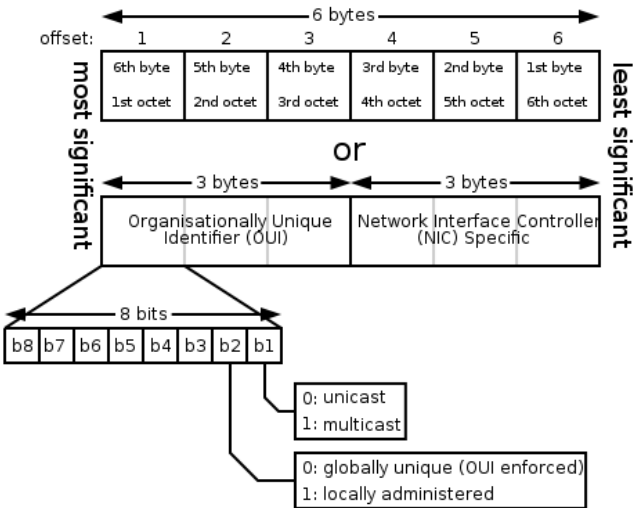 6 bytes
offset: 1 2 3 4 5 6
most significant
6th byte 5th byte 4th byte 3rd byte 2nd byte 1st byte
1st octet 2nd octet 3rd octet 4th octet 5th octet 6th octet
least significant
or
3 bytes 3 bytes
Organisationally Unique
Identifier (OUI)
Network Interface Controller
(NIC) Specific
8 bits
b8 b7 b6 b5 b4 b3 b2 b1
0: unicast
1: multicast
0: globally unique (OUI enforced)
1: locally administered